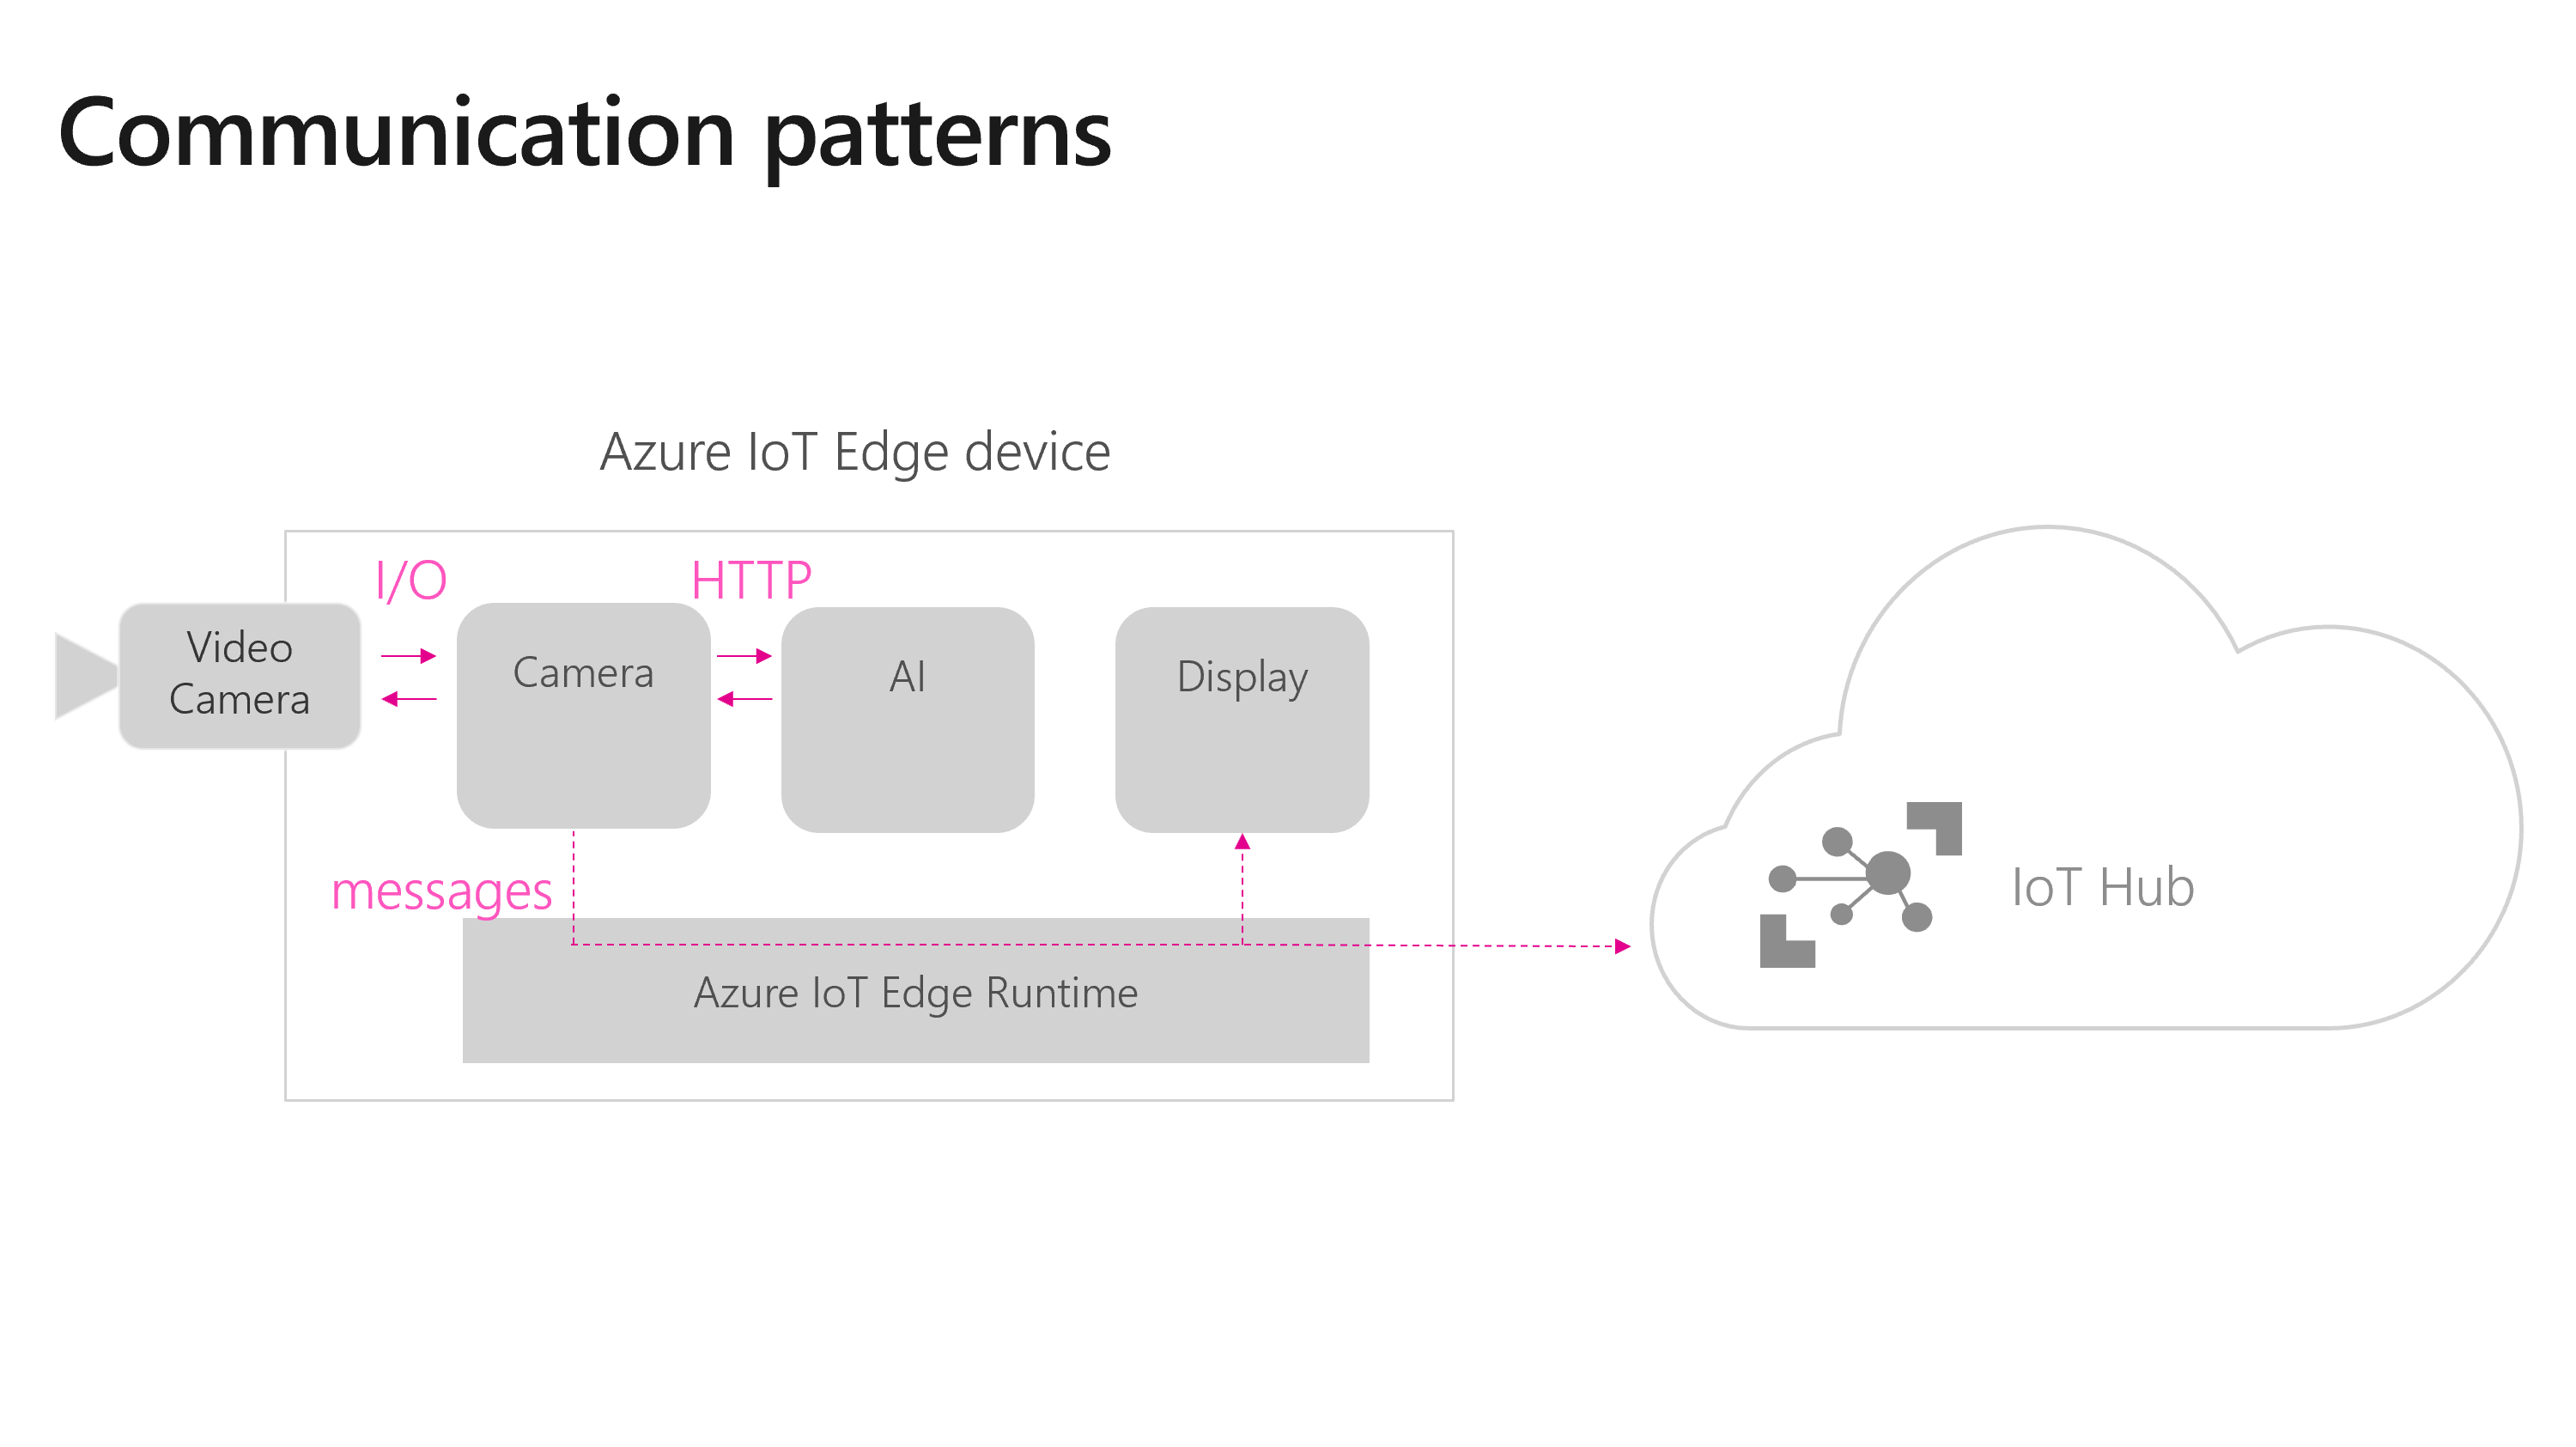 Communication patterns
Azure IoT Edge device
I/O
HTTP
Video
Camera
Camera
AI
Display
messages
Azure IoT Edge Runtime
IoT Hub